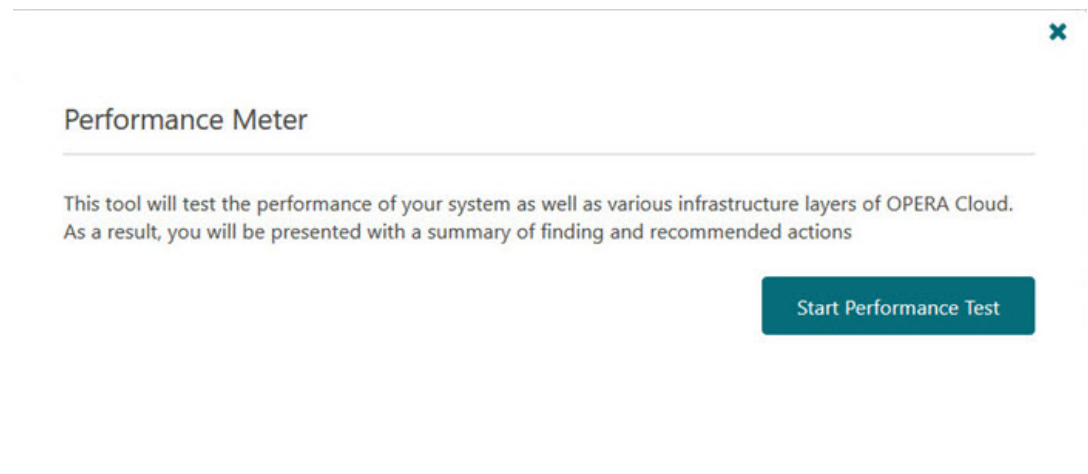 Performance Meter
This tool will test the performance of your system as well as various infrastructure layers of OPERA Cloud.
As a result, you will be presented with a summary of finding and recommended actions
Start Performance Test